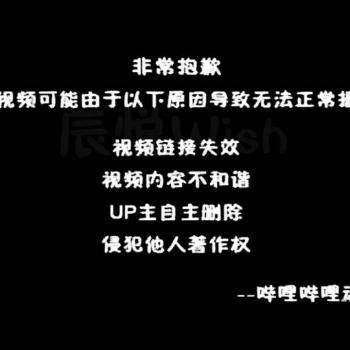 非常抱歉
视频可能由于以下原因导致无法正常播
辰悦Wish
视频链接失效
视频内容不和谐
UP主自主删除
侵犯他人著作权
--哔哩哔哩